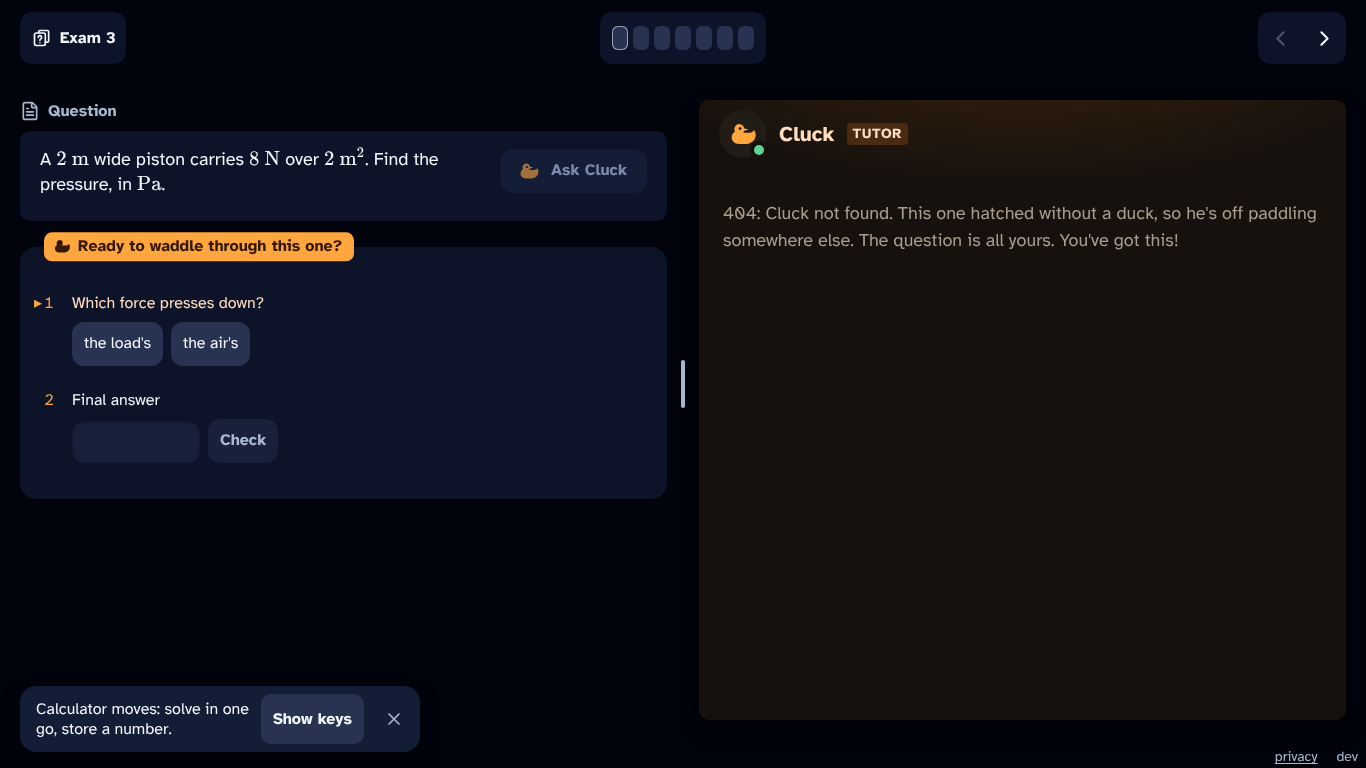 Exam 3
Question
A 2 m wide piston carries 8 N over 2 m². Find the
pressure, in Pa.
Ask Cluck
Ready to waddle through this one?
▸1 Which force presses down?
the load's the air's
2 Final answer
Check
Calculator moves: solve in one
go, store a number.
Show keys
Cluck TUTOR
404: Cluck not found. This one hatched without a duck, so he's off paddling
somewhere else. The question is all yours. You've got this!
privacy dev